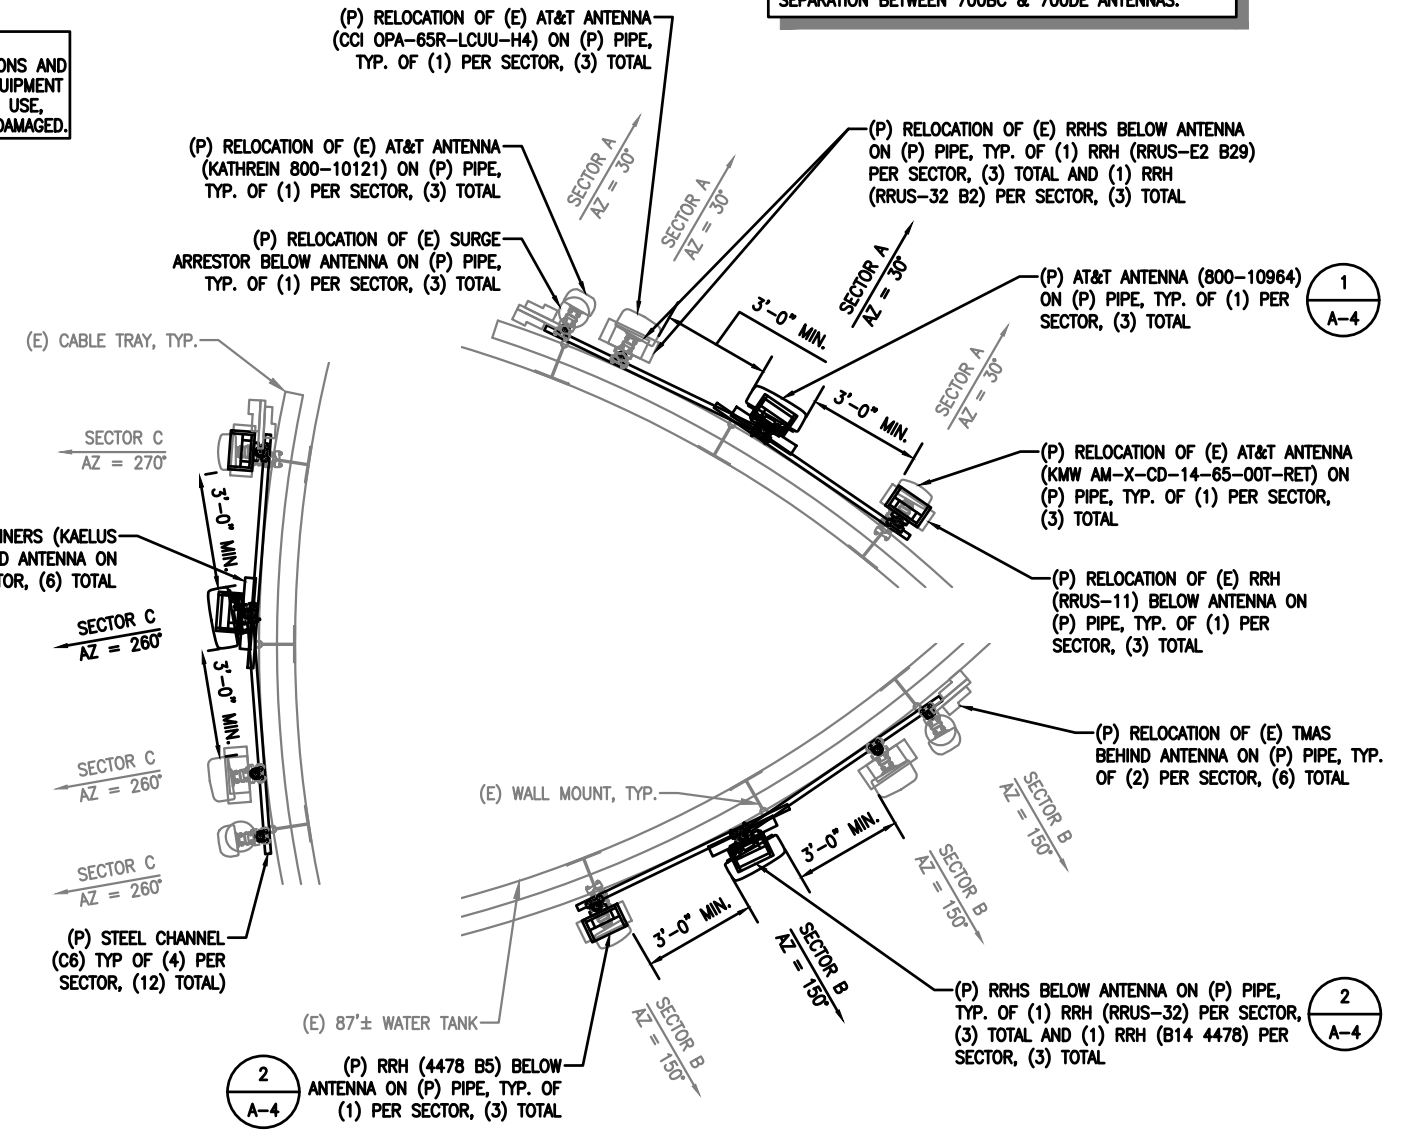 SEPARATION BETWEEN 700BC & 700DE ANTENNAS.
(P) RELOCATION OF (E) AT&T ANTENNA
(CCI OPA-65R-LCUU-H4) ON (P) PIPE,
TYP. OF (1) PER SECTOR, (3) TOTAL
AND
USE,
DAMAGED.
(P) RELOCATION OF (E) AT&T ANTENNA
(KATHREIN 800-10121) ON (P) PIPE,
TYP. OF (1) PER SECTOR, (3) TOTAL
(P) RELOCATION OF (E) SURGE
ARRESTOR BELOW ANTENNA ON (P) PIPE,
TYP. OF (1) PER SECTOR, (3) TOTAL
SECTOR A
AZ = 30°
SECTOR A
AZ = 30°
SECTOR A
AZ = 30°
SECTOR A
AZ = 30°
(P) RELOCATION OF (E) RRHS BELOW ANTENNA
ON (P) PIPE, TYP. OF (1) RRH (RRUS-E2 B29)
PER SECTOR, (3) TOTAL AND (1) RRH
(RRUS-32 B2) PER SECTOR, (3) TOTAL
(P) AT&T ANTENNA (800-10964)
ON (P) PIPE, TYP. OF (1) PER
SECTOR, (3) TOTAL
1
A-4
3'-0" MIN.
3'-0" MIN.
(E) CABLE TRAY, TYP.
SECTOR C
AZ = 270°
3'-0" MIN.
(KAELUS
ANTENNA ON
(6) TOTAL
SECTOR C
AZ = 260°
3'-0" MIN.
SECTOR C
AZ = 260°
SECTOR C
AZ = 260°
(P) STEEL CHANNEL
(C6) TYP OF (4) PER
SECTOR, (12) TOTAL)
(P) RELOCATION OF (E) AT&T ANTENNA
(KMW AM-X-CD-14-65-00T-RET) ON
(P) PIPE, TYP. OF (1) PER SECTOR,
(3) TOTAL
(P) RELOCATION OF (E) RRH
(RRUS-11) BELOW ANTENNA ON
(P) PIPE, TYP. OF (1) PER
SECTOR, (3) TOTAL
(P) RELOCATION OF (E) TMAS
BEHIND ANTENNA ON (P) PIPE, TYP.
OF (2) PER SECTOR, (6) TOTAL
(E) WALL MOUNT, TYP.
3'-0" MIN.
3'-0" MIN.
SECTOR B
AZ = 150°
SECTOR B
AZ = 150°
SECTOR B
AZ = 150°
SECTOR B
AZ = 150°
(P) RRHS BELOW ANTENNA ON (P) PIPE,
TYP. OF (1) RRH (RRUS-32) PER SECTOR,
(3) TOTAL AND (1) RRH (B14 4478) PER
SECTOR, (3) TOTAL
2
A-4
(E) 87'± WATER TANK
(P) RRH (4478 B5) BELOW
ANTENNA ON (P) PIPE, TYP. OF
(1) PER SECTOR, (3) TOTAL
2
A-4